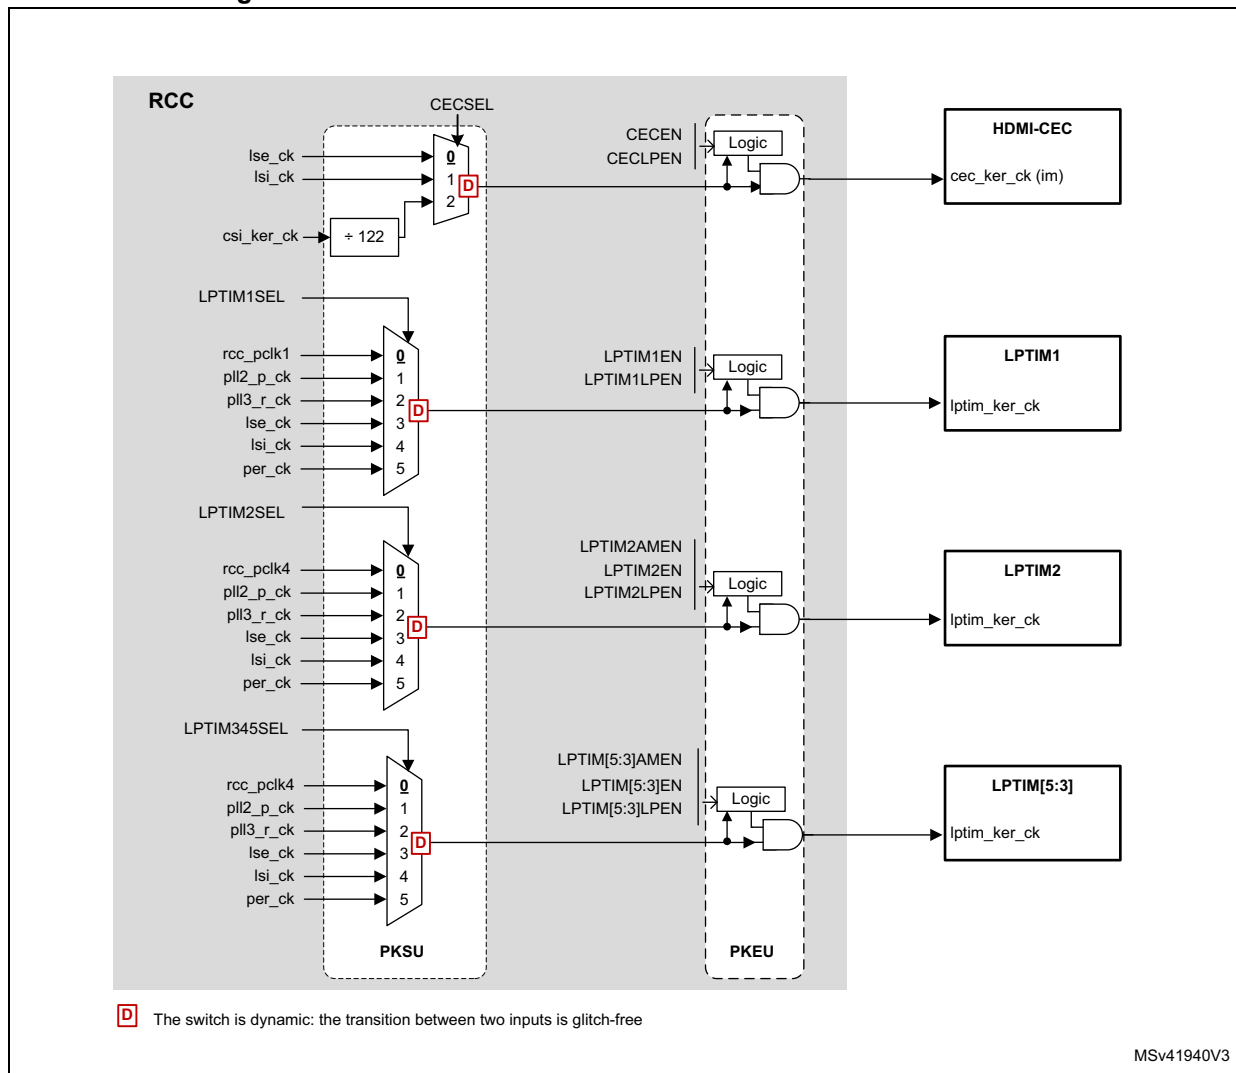 RCC
CECSEL
lse_ck
lsi_ck
csi_ker_ck
÷ 122
0
1
2
D
CECEN
CECLPEN
Logic
HDMI-CEC
cec_ker_ck (im)
LPTIM1SEL
rcc_pclk1
pll2_p_ck
pll3_r_ck
lse_ck
lsi_ck
per_ck
0
1
2
3
4
5
D
LPTIM1EN
LPTIM1LPEN
Logic
LPTIM1
lptim_ker_ck
LPTIM2SEL
rcc_pclk4
pll2_p_ck
pll3_r_ck
lse_ck
lsi_ck
per_ck
0
1
2
3
4
5
D
LPTIM2AMEN
LPTIM2EN
LPTIM2LPEN
Logic
LPTIM2
lptim_ker_ck
LPTIM345SEL
rcc_pclk4
pll2_p_ck
pll3_r_ck
lse_ck
lsi_ck
per_ck
0
1
2
3
4
5
D
LPTIM[5:3]AMEN
LPTIM[5:3]EN
LPTIM[5:3]LPEN
Logic
LPTIM[5:3]
lptim_ker_ck
PKSU
PKEU
D The switch is dynamic: the transition between two inputs is glitch-free
MSv41940V3